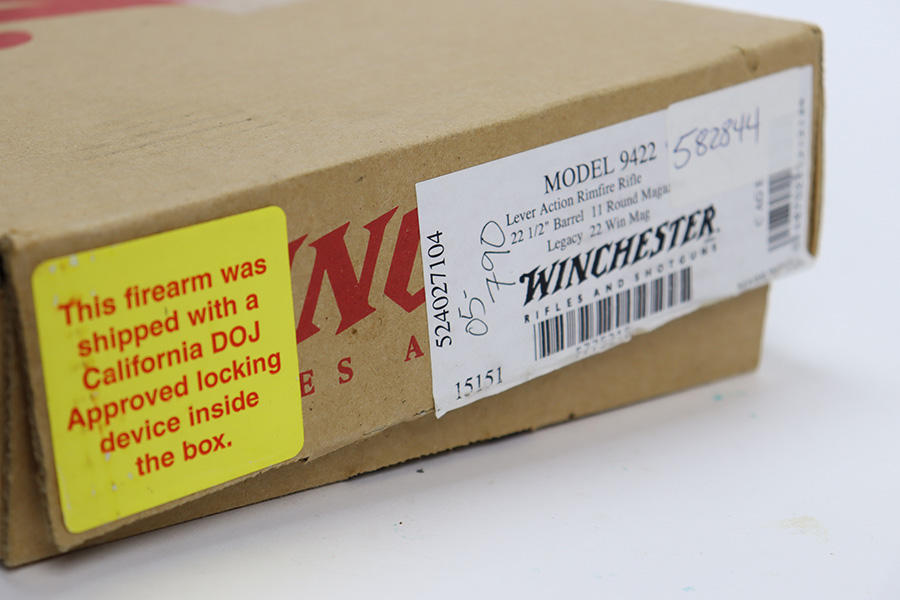 This firearm was
shipped with a
California DOJ
Approved locking
device inside
the box.
ES A
524027104
05-790
MODEL 9422
Lever Action Rimfire Rifle
22 1/2" Barrel 11 Round
Legacy 22 Win Mag
WINCHESTER
RIFLES AND SHOTGUNS
15151
582844